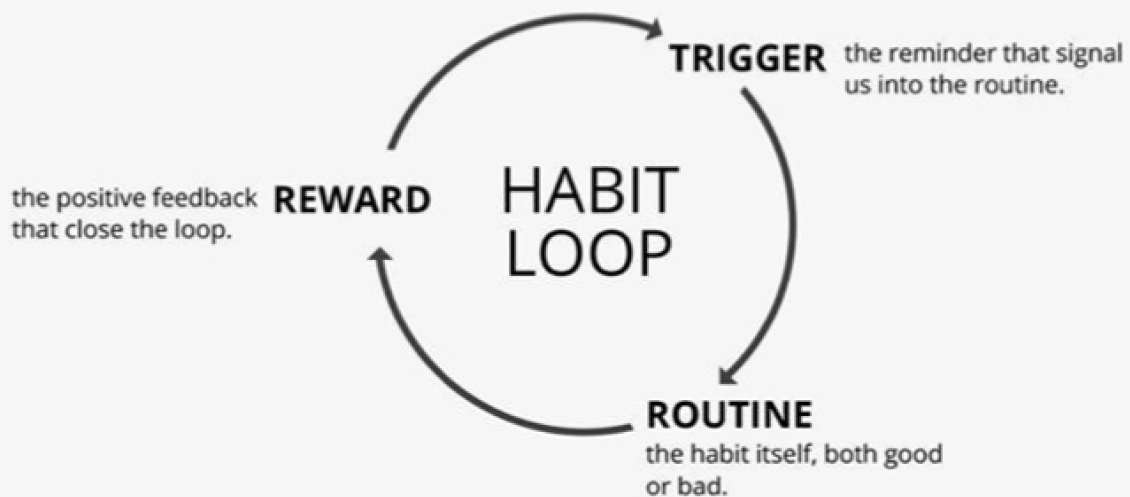 TRIGGER
the reminder that signal
us into the routine.
HABIT
LOOP
the positive feedback
that close the loop.
REWARD
ROUTINE
the habit itself, both good
or bad.